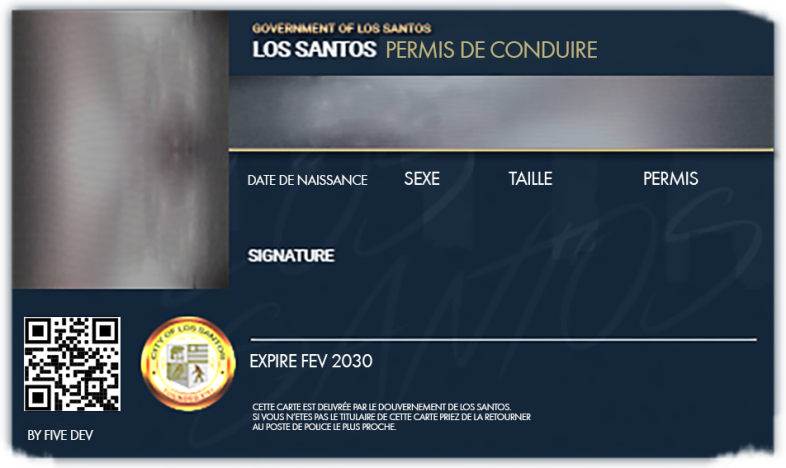 GOVERNMENT OF LOS SANTOS
LOS SANTOS PERMIS DE CONDUIRE
DATE DE NAISSANCE SEXE TAILLE PERMIS
SIGNATURE
CITY OF LOS SANTOS
EXPIRE FEV 2030
CETTE CARTE EST DELIVRÉE PAR LE DOUVERNEMENT DE LOS SANTOS.
SI VOUS N'ETES PAS LE TITULAIRE DE CETTE CARTE PRIEZ DE LA RETOURNER
AU POSTE DE POLICE LE PLUS PROCHE.
BY FIVE DEV